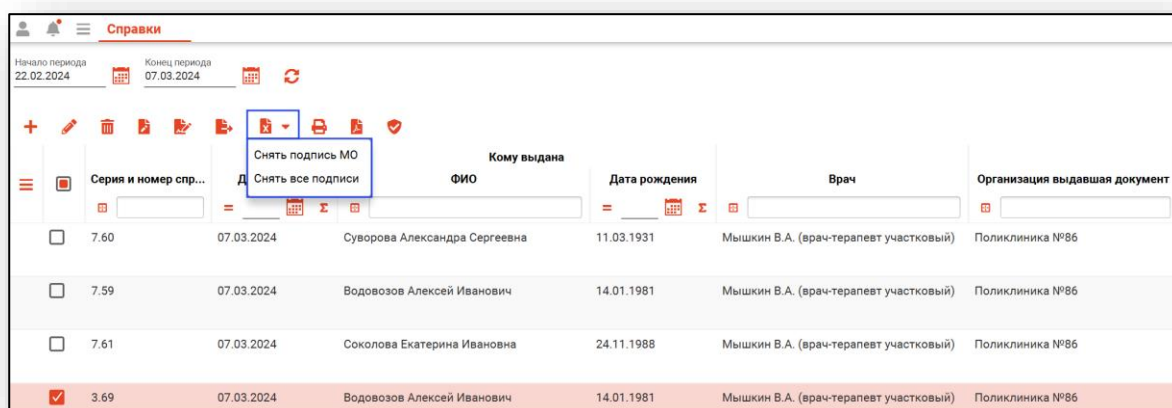 Справки
Начало периода Конец периода
22.02.2024 07.03.2024
Снять подпись МО
Снять все подписи
Кому выдана
Серия и номер спр... Д ФИО Дата рождения Врач Организация выдавшая документ
= Σ = Σ
7.60 07.03.2024 Суворова Александра Сергеевна 11.03.1931 Мышкин В.А. (врач-терапевт участковый) Поликлиника №86
7.59 07.03.2024 Водовозов Алексей Иванович 14.01.1981 Мышкин В.А. (врач-терапевт участковый) Поликлиника №86
7.61 07.03.2024 Соколова Екатерина Ивановна 24.11.1988 Мышкин В.А. (врач-терапевт участковый) Поликлиника №86
3.69 07.03.2024 Водовозов Алексей Иванович 14.01.1981 Мышкин В.А. (врач-терапевт участковый) Поликлиника №86